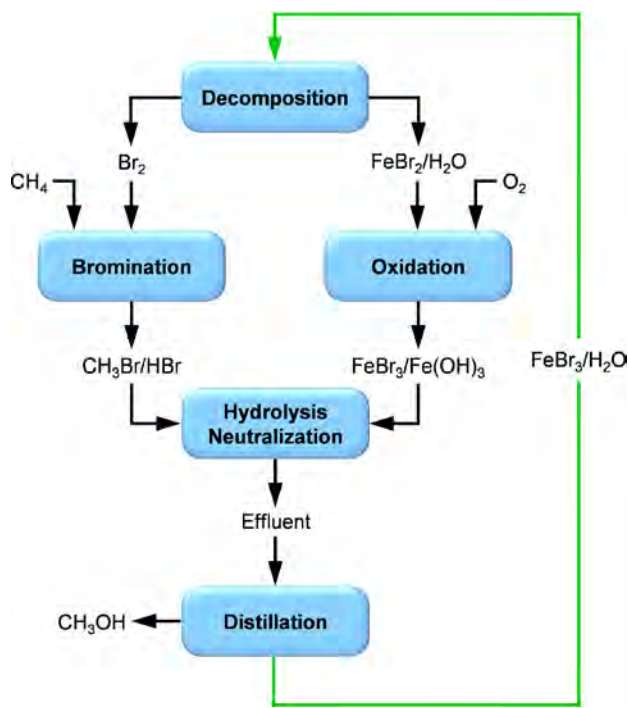 Decomposition
Br₂
FeBr₂/H₂O
CH₄
O₂
Bromination
Oxidation
CH₃Br/HBr
FeBr₃/Fe(OH)₃
FeBr₃/H₂O
Hydrolysis
Neutralization
Effluent
CH₃OH
Distillation